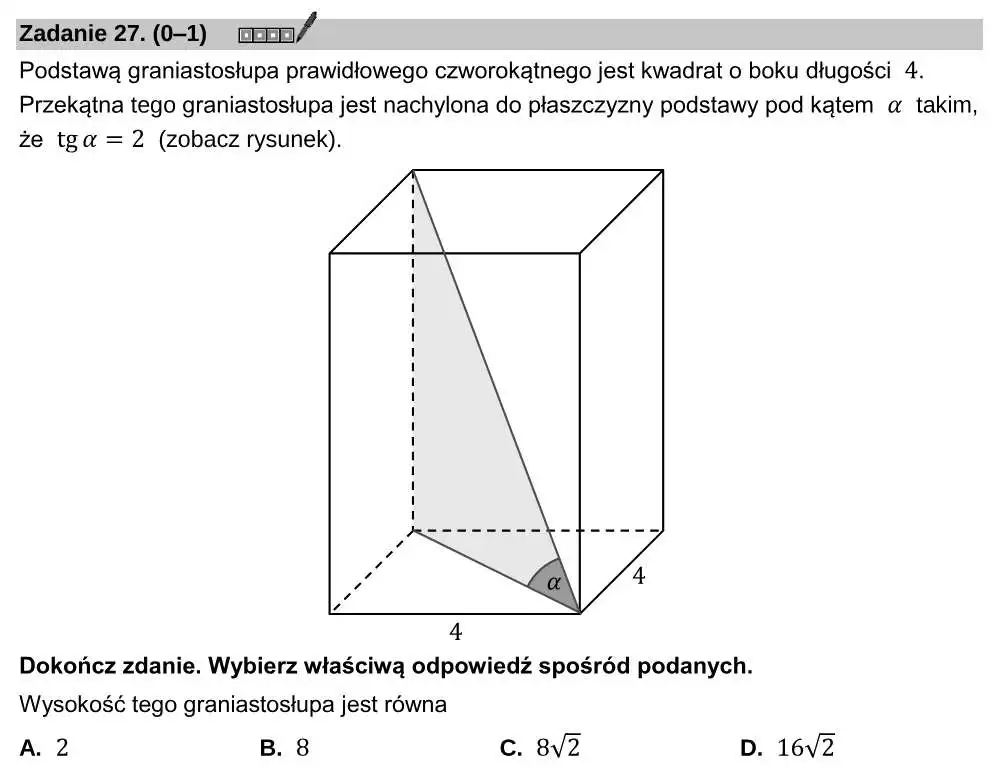 Zadanie 27. (0–1)
Podstawą graniastosłupa prawidłowego czworokątnego jest kwadrat o boku długości 4.
Przekątna tego graniastosłupa jest nachylona do płaszczyzny podstawy pod kątem α takim,
że tg α = 2 (zobacz rysunek).
α
4
4
Dokończ zdanie. Wybierz właściwą odpowiedź spośród podanych.
Wysokość tego graniastosłupa jest równa
A. 2 B. 8 C. 8√2 D. 16√2